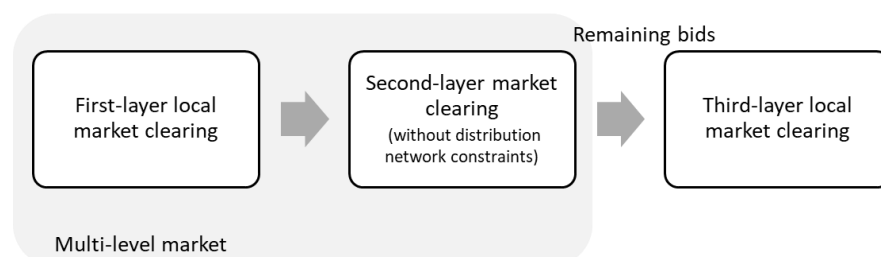 Remaining bids
First-layer local
market clearing
Second-layer market
clearing
(without distribution
network constraints)
Third-layer local
market clearing
Multi-level market